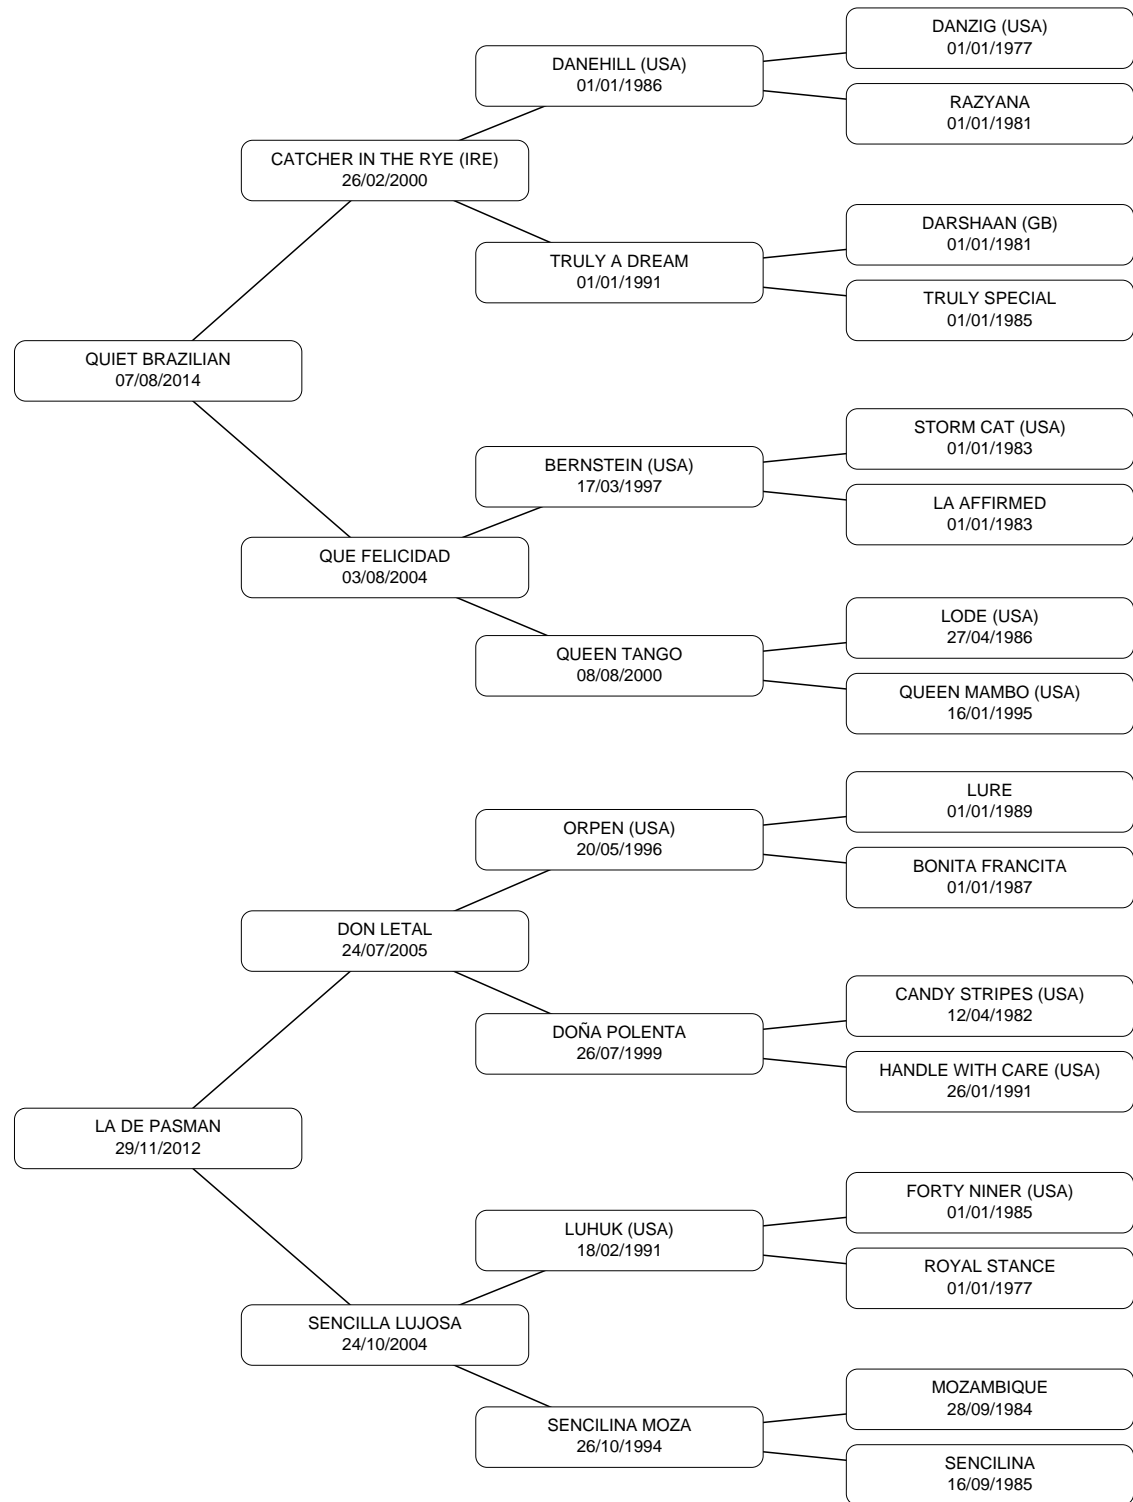 DANZIG (USA)
01/01/1977
DANEHILL (USA)
01/01/1986
RAZYANA
01/01/1981
CATCHER IN THE RYE (IRE)
26/02/2000
DARSHAAN (GB)
01/01/1981
TRULY A DREAM
01/01/1991
TRULY SPECIAL
01/01/1985
QUIET BRAZILIAN
07/08/2014
STORM CAT (USA)
01/01/1983
BERNSTEIN (USA)
17/03/1997
LA AFFIRMED
01/01/1983
QUE FELICIDAD
03/08/2004
LODE (USA)
27/04/1986
QUEEN TANGO
08/08/2000
QUEEN MAMBO (USA)
16/01/1995
LURE
01/01/1989
ORPEN (USA)
20/05/1996
BONITA FRANCITA
01/01/1987
DON LETAL
24/07/2005
CANDY STRIPES (USA)
12/04/1982
DOÑA POLENTA
26/07/1999
HANDLE WITH CARE (USA)
26/01/1991
LA DE PASMAN
29/11/2012
FORTY NINER (USA)
01/01/1985
LUHUK (USA)
18/02/1991
ROYAL STANCE
01/01/1977
SENCILLA LUJOSA
24/10/2004
MOZAMBIQUE
28/09/1984
SENCILINA MOZA
26/10/1994
SENCILINA
16/09/1985